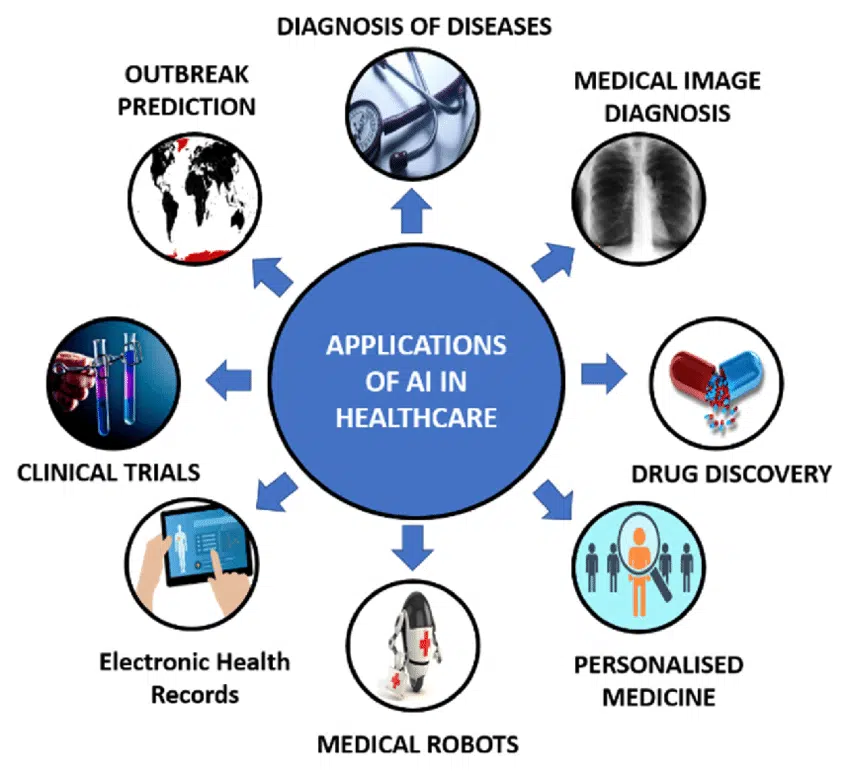 DIAGNOSIS OF DISEASES
OUTBREAK
PREDICTION
MEDICAL IMAGE
DIAGNOSIS
APPLICATIONS
OF AI IN
HEALTHCARE
CLINICAL TRIALS
DRUG DISCOVERY
Electronic Health
Records
PERSONALISED
MEDICINE
MEDICAL ROBOTS